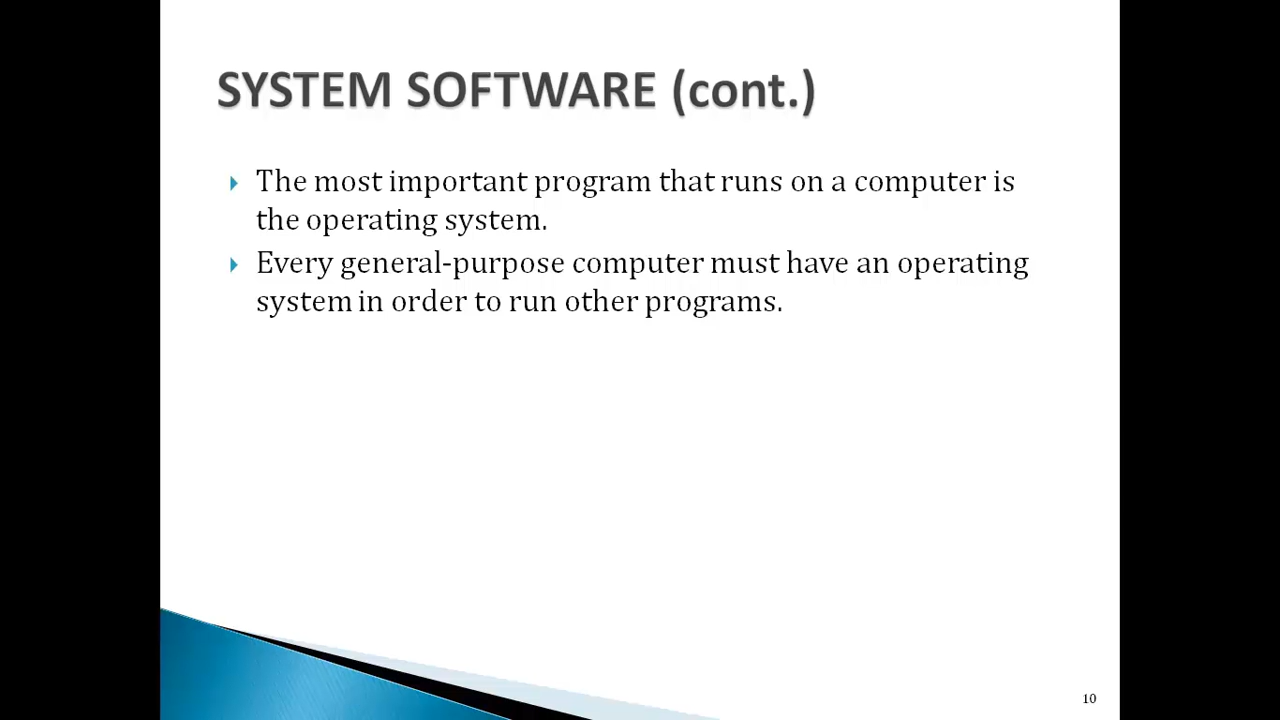 SYSTEM SOFTWARE (cont.)
The most important program that runs on a computer is
the operating system.
Every general-purpose computer must have an operating
system in order to run other programs.
10